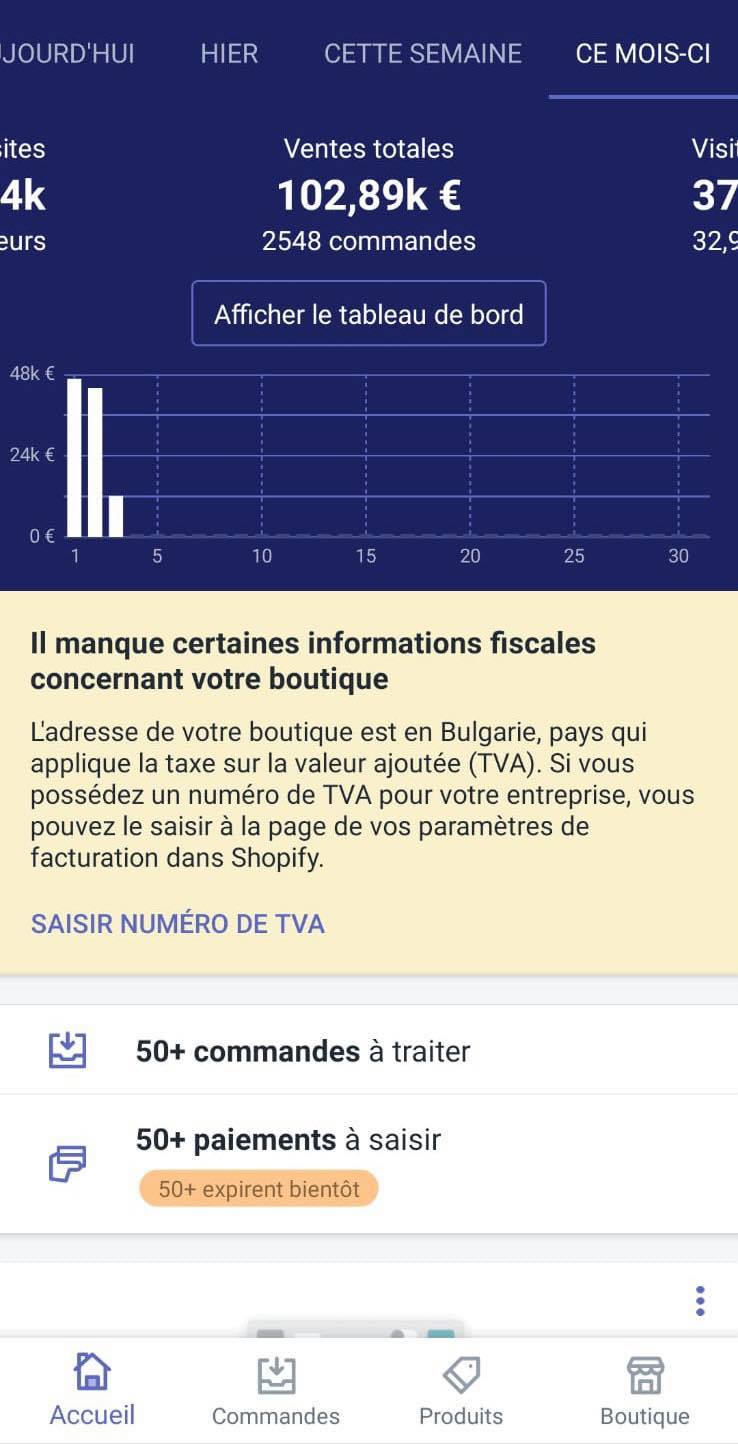 JOURD'HUI HIER CETTE SEMAINE CE MOIS-CI
ites Ventes totales Visit
4k 102,89k € 37
eurs 2548 commandes 32,9
Afficher le tableau de bord
48k €
24k €
0 €
1 5 10 15 20 25 30
Il manque certaines informations fiscales
concernant votre boutique
L'adresse de votre boutique est en Bulgarie, pays qui
applique la taxe sur la valeur ajoutée (TVA). Si vous
possédez un numéro de TVA pour votre entreprise, vous
pouvez le saisir à la page de vos paramètres de
facturation dans Shopify.
SAISIR NUMÉRO DE TVA
50+ commandes à traiter
50+ paiements à saisir
50+ expirent bientôt
Accueil Commandes Produits Boutique